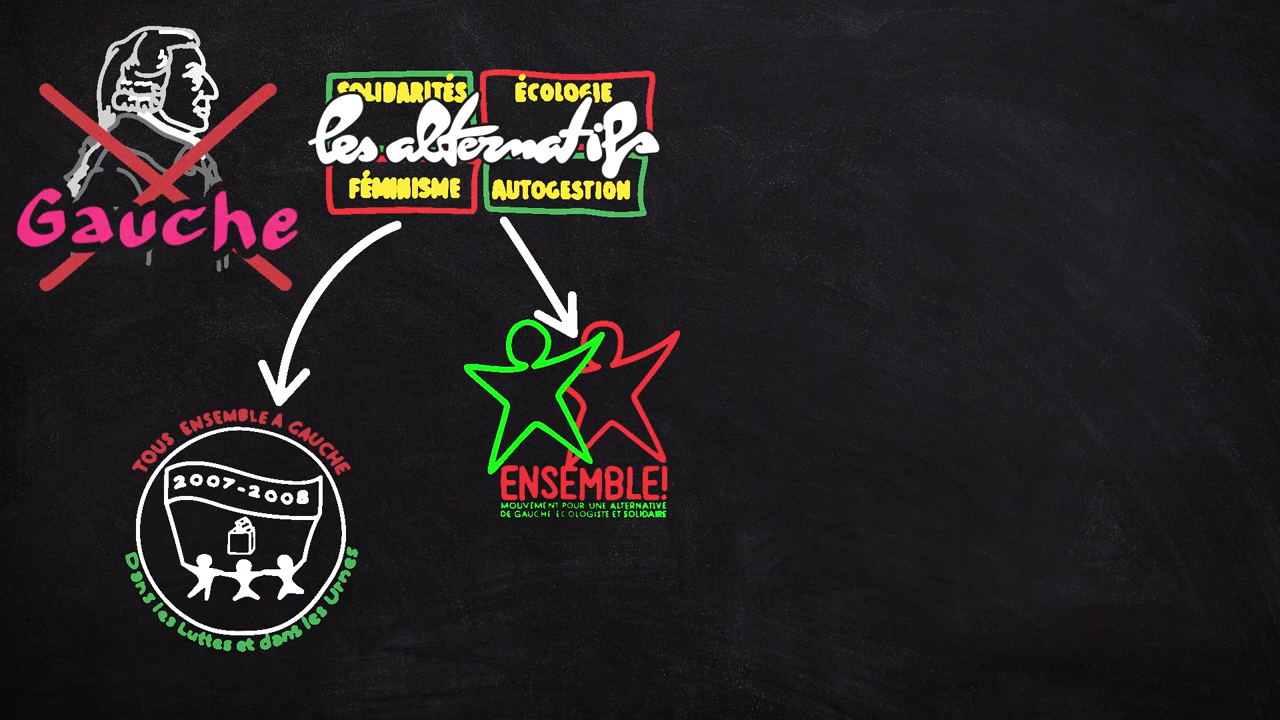 Gauche
SOLIDARITÉS
ÉCOLOGIE
les alternatifs
FÉMINISME
AUTOGESTION
TOUS ENSEMBLE À GAUCHE
2007-2008
Dans les Luttes et dans les Urnes
ENSEMBLE!
MOUVEMENT POUR UNE ALTERNATIVE
DE GAUCHE ÉCOLOGISTE ET SOLIDAIRE